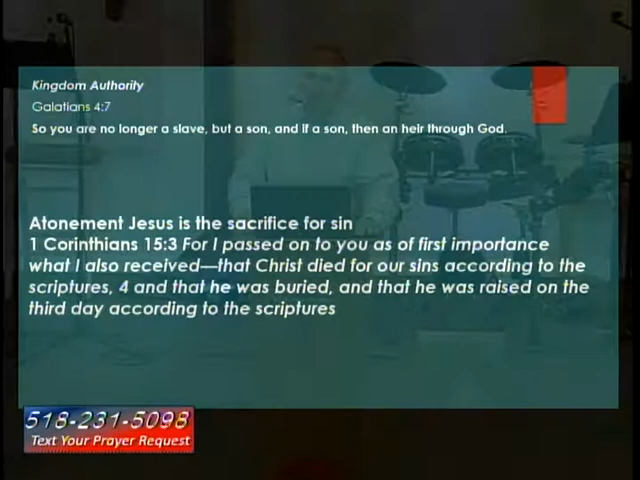 Kingdom Authority
Galatians 4:7
So you are no longer a slave, but a son, and if a son, then an heir through God.
Atonement Jesus is the sacrifice for sin
1 Corinthians 15:3 For I passed on to you as of first importance
what I also received—that Christ died for our sins according to the
scriptures, 4 and that he was buried, and that he was raised on the
third day according to the scriptures
518-231-5098
Text Your Prayer Request